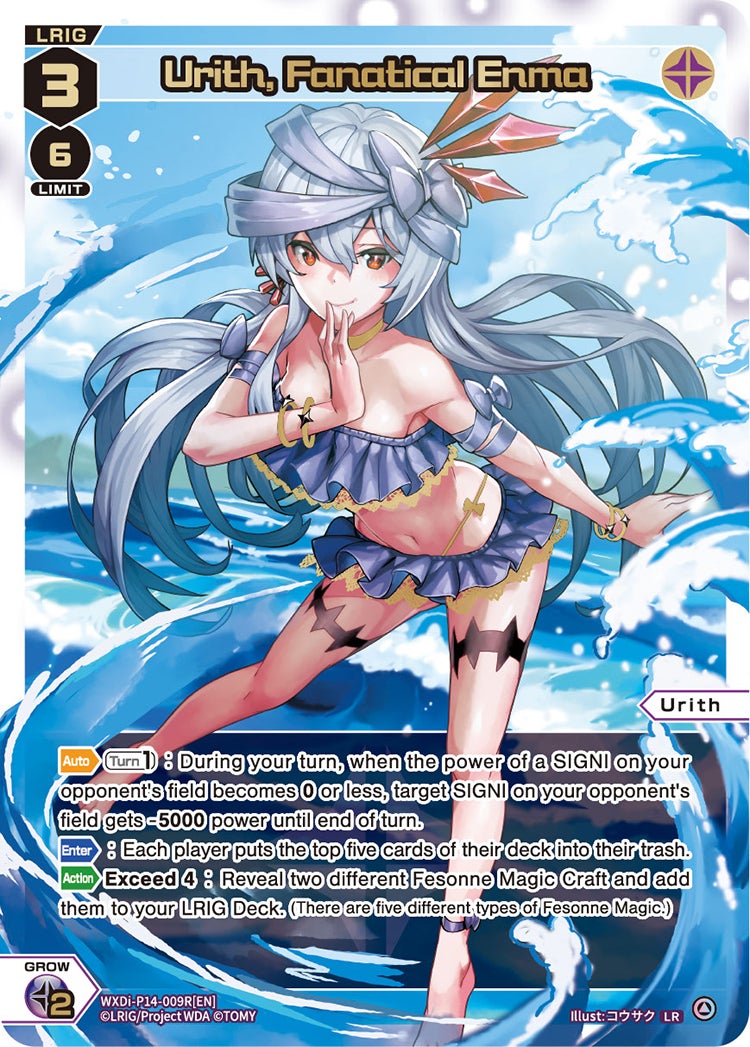 LRIG
3
Urith, Fanatical Enma
6
LIMIT
Urith
Auto Turn 1 : During your turn, when the power of a SIGNI on your
opponent's field becomes 0 or less, target SIGNI on your opponent's
field gets -5000 power until end of turn.
Enter : Each player puts the top five cards of their deck into their trash.
Action Exceed 4 : Reveal two different Fesonne Magic Craft and add
them to your LRIG Deck. (There are five different types of Fesonne Magic.)
GROW
2
WXDi-P14-009R[EN]
©LRIG/Project WDA ©TOMY
Illust:コウサク LR